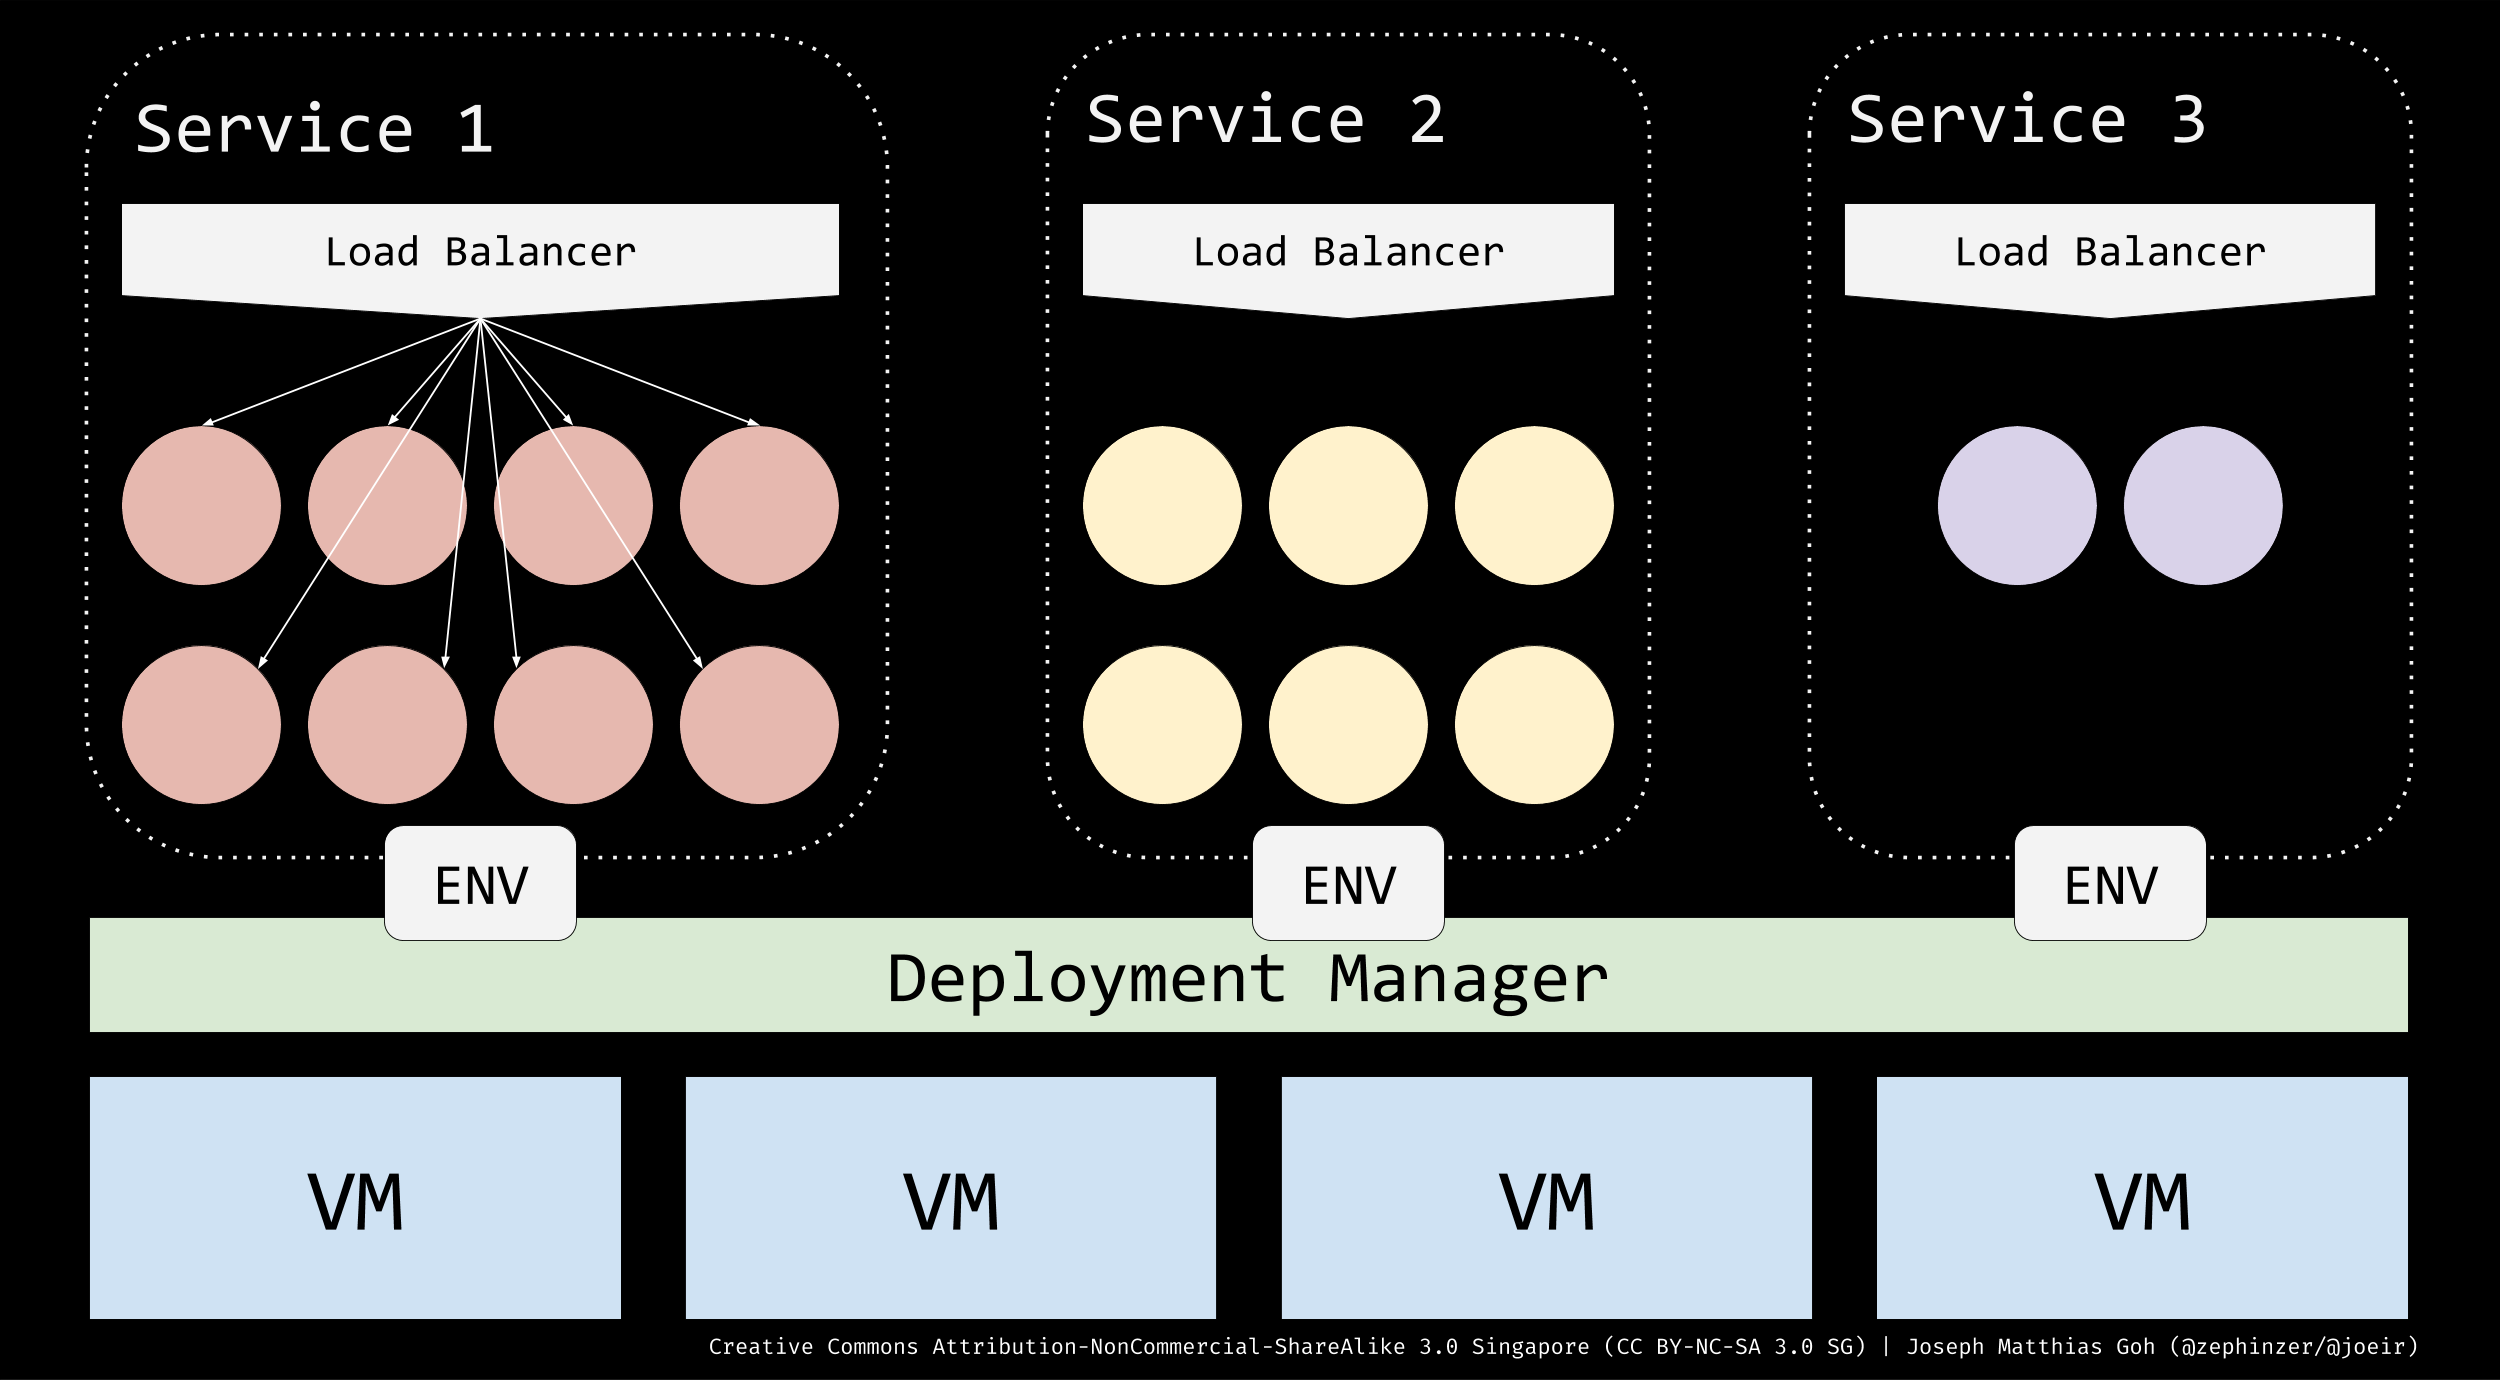 Service 1
Service 2
Service 3
Load Balancer
Load Balancer
Load Balancer
ENV
ENV
ENV
Deployment Manager
VM
VM
VM
VM
Creative Commons Attribution-NonCommercial-ShareAlike 3.0 Singapore (CC BY-NC-SA 3.0 SG) | Joseph Matthias Goh (@zephinzer/@joeir)